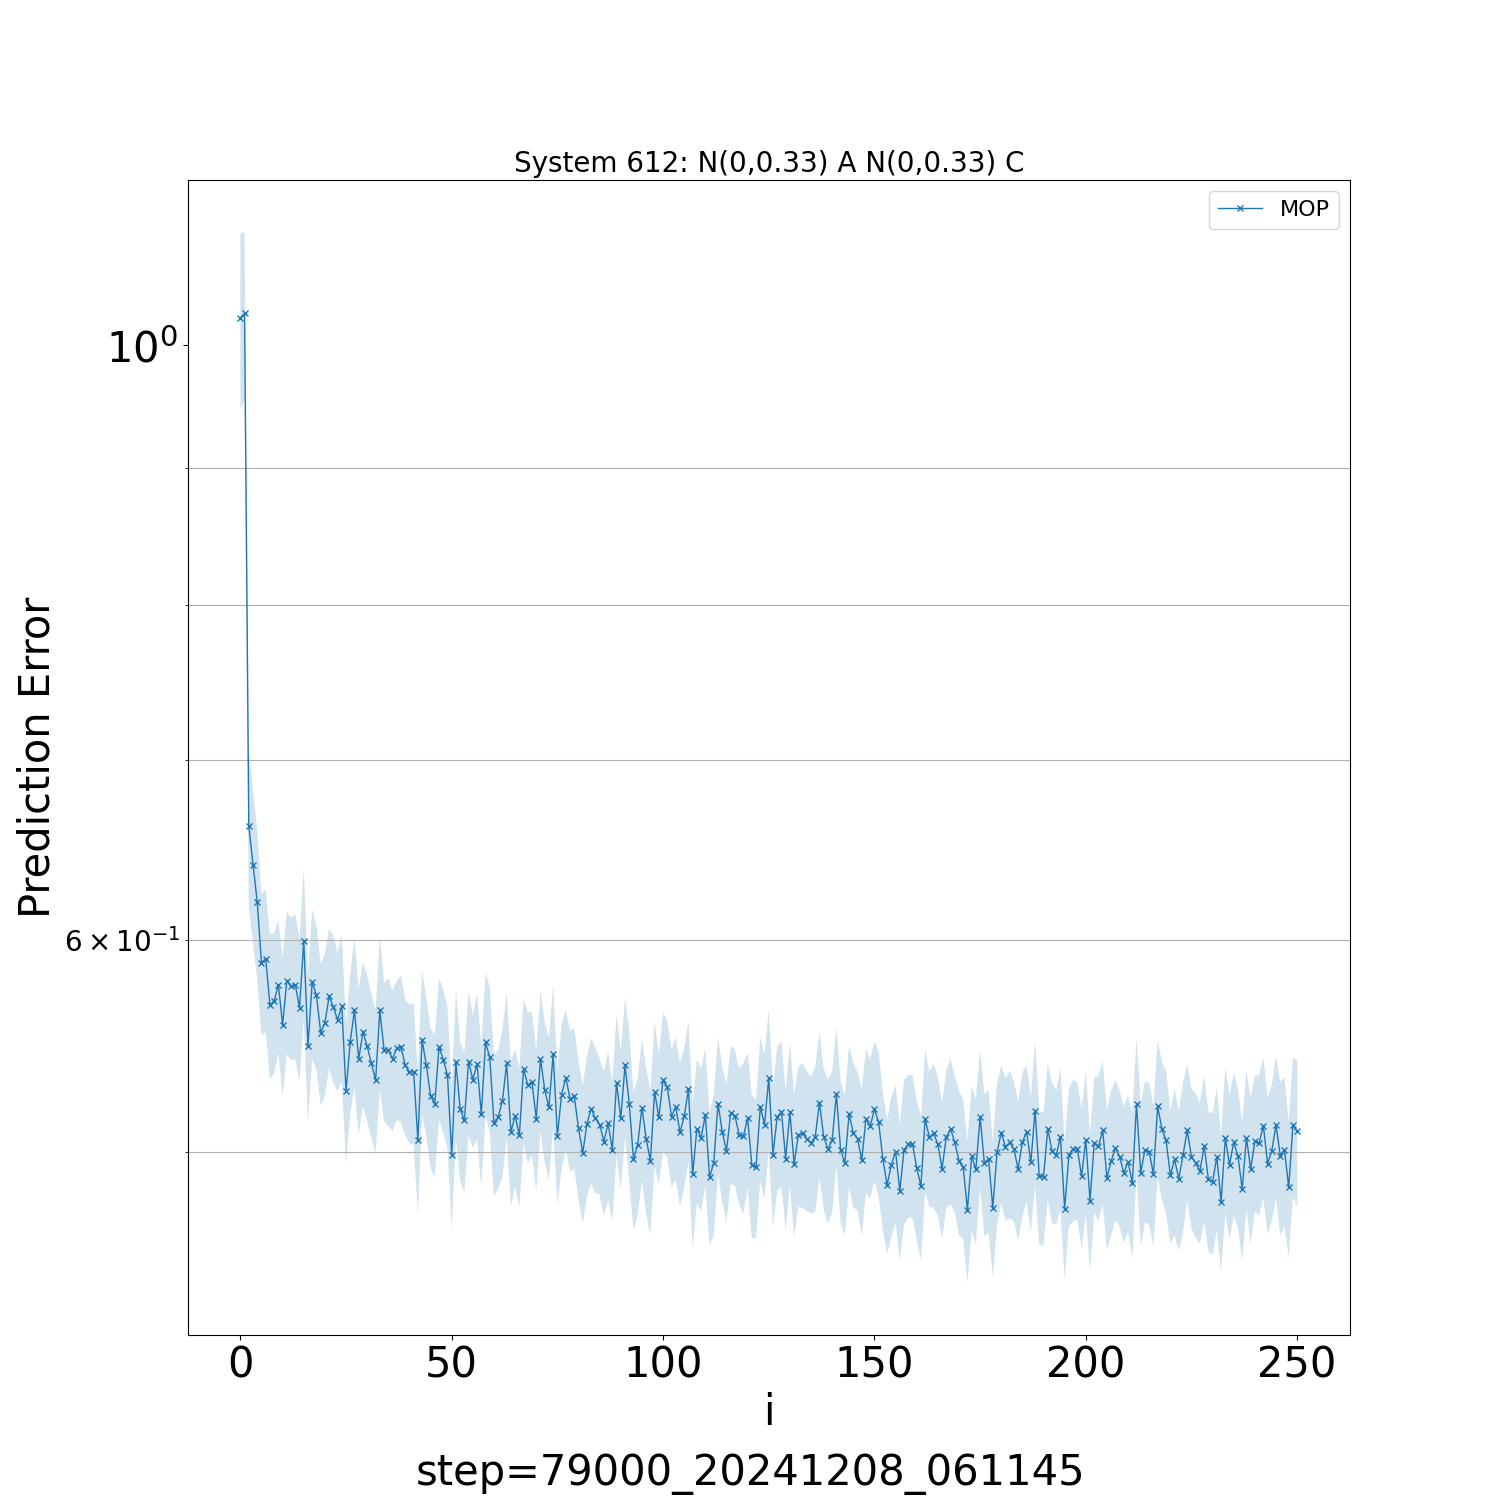 System 612: N(0,0.33) A N(0,0.33) C
MOP
10⁰
6 × 10⁻¹
Prediction Error
0 50 100 150 200 250
i
step=79000_20241208_061145